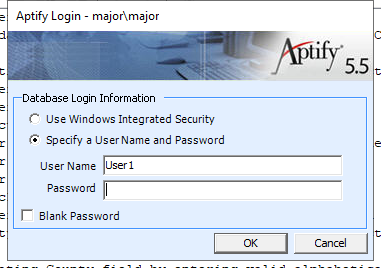 Aptify Login - major\major
Aptify 5.5
Database Login Information
Use Windows Integrated Security
Specify a User Name and Password
User Name User1
Password
Blank Password
OK Cancel